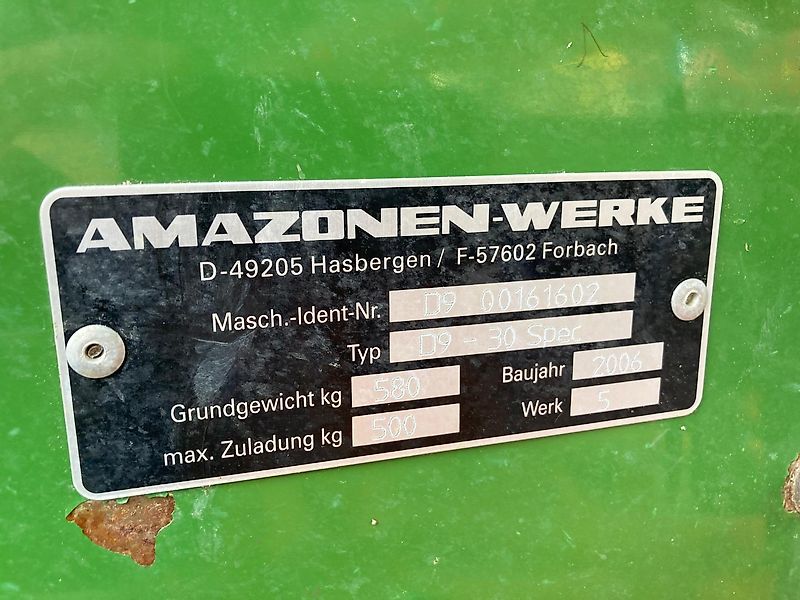 AMAZONEN-WERKE
D-49205 Hasbergen / F-57602 Forbach
Masch.-Ident-Nr. D9 00161602
Typ D9 - 30 Spec
Grundgewicht kg 580 Baujahr 2006
max. Zuladung kg 500 Werk 5